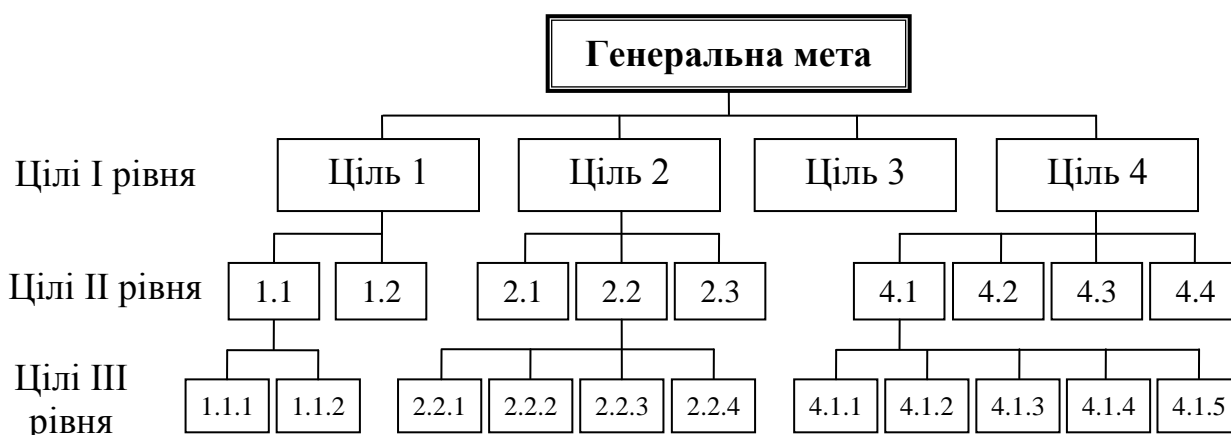 Генеральна мета
Цілі I рівня
Ціль 1
Ціль 2
Ціль 3
Ціль 4
Цілі II рівня
1.1
1.2
2.1
2.2
2.3
4.1
4.2
4.3
4.4
Цілі III
рівня
1.1.1
1.1.2
2.2.1
2.2.2
2.2.3
2.2.4
4.1.1
4.1.2
4.1.3
4.1.4
4.1.5